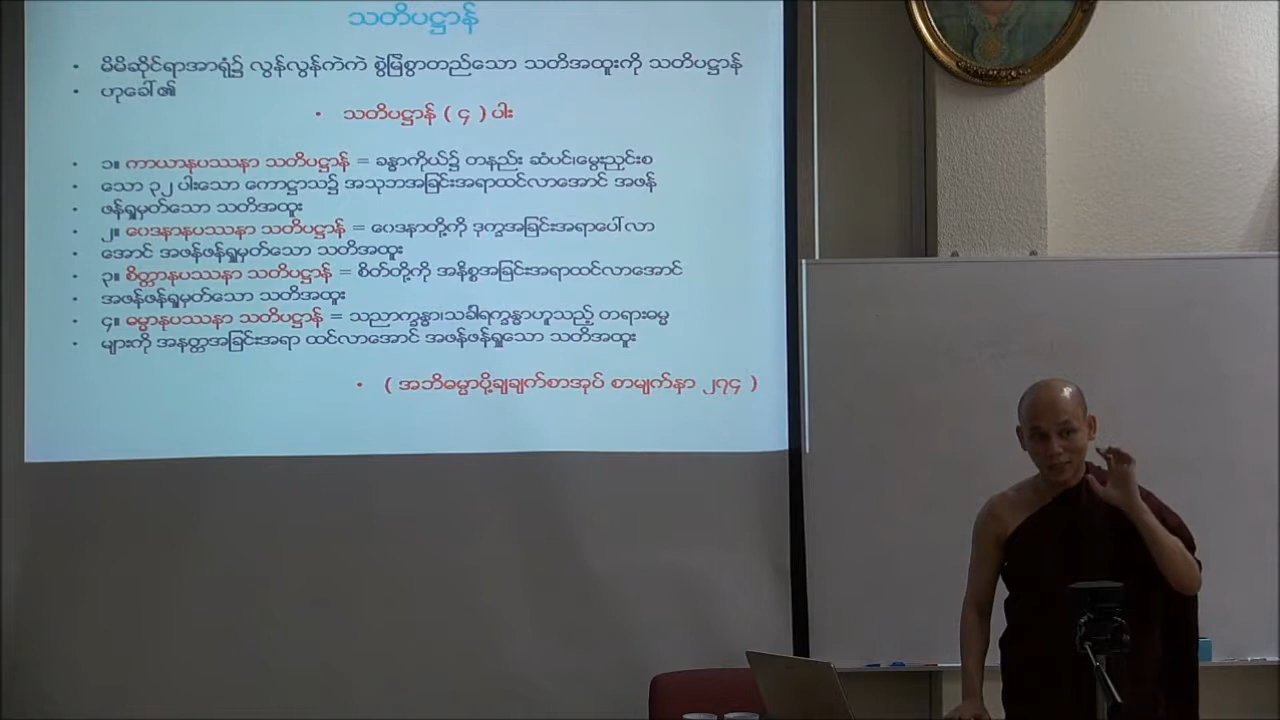 သတိပဋ္ဌာန်
• မိမိဆိုင်ရာအာရုံ၌ လွန်လွန်ကဲကဲ စွဲမြဲစွာတည်သော သတိအထူးကို သတိပဋ္ဌာန်
• ဟုခေါ်၏
• သတိပဋ္ဌာန် ( ၄ ) ပါး
• ၁။ ကာယာနုပဿနာ သတိပဋ္ဌာန် = ခန္ဓာကိုယ်၌ တနည်း ဆံပင်၊မွေးညှင်းစ
• သော ၃၂ ပါးသော ကောဋ္ဌာသ၌ အသုဘအခြင်းအရာထင်လာအောင် အဖန်
• ဖန်ရှုမှတ်သော သတိအထူး
• ၂။ ဝေဒနာနုပဿနာ သတိပဋ္ဌာန် = ဝေဒနာတို့ကို ဒုက္ခအခြင်းအရာပေါ်လာ
• အောင် အဖန်ဖန်ရှုမှတ်သော သတိအထူး
• ၃။ စိတ္တာနုပဿနာ သတိပဋ္ဌာန် = စိတ်တို့ကို အနိစ္စအခြင်းအရာထင်လာအောင်
• အဖန်ဖန်ရှုမှတ်သော သတိအထူး
• ၄။ ဓမ္မာနုပဿနာ သတိပဋ္ဌာန် = သညာက္ခန္ဓာ၊သင်္ခါရက္ခန္ဓာဟူသည့် တရားဓမ္မ
• များကို အနတ္တအခြင်းအရာ ထင်လာအောင် အဖန်ဖန်ရှုသော သတိအထူး
• ( အဘိဓမ္မာပို့ချချက်စာအုပ် စာမျက်နှာ ၂၇၄ )